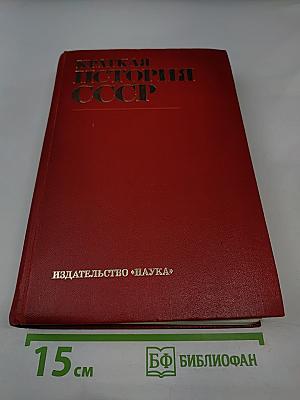 КРАТКАЯ
ИСТОРИЯ
СССР
ИЗДАТЕЛЬСТВО «НАУКА»
15 см
БФ БИБЛИОФАН